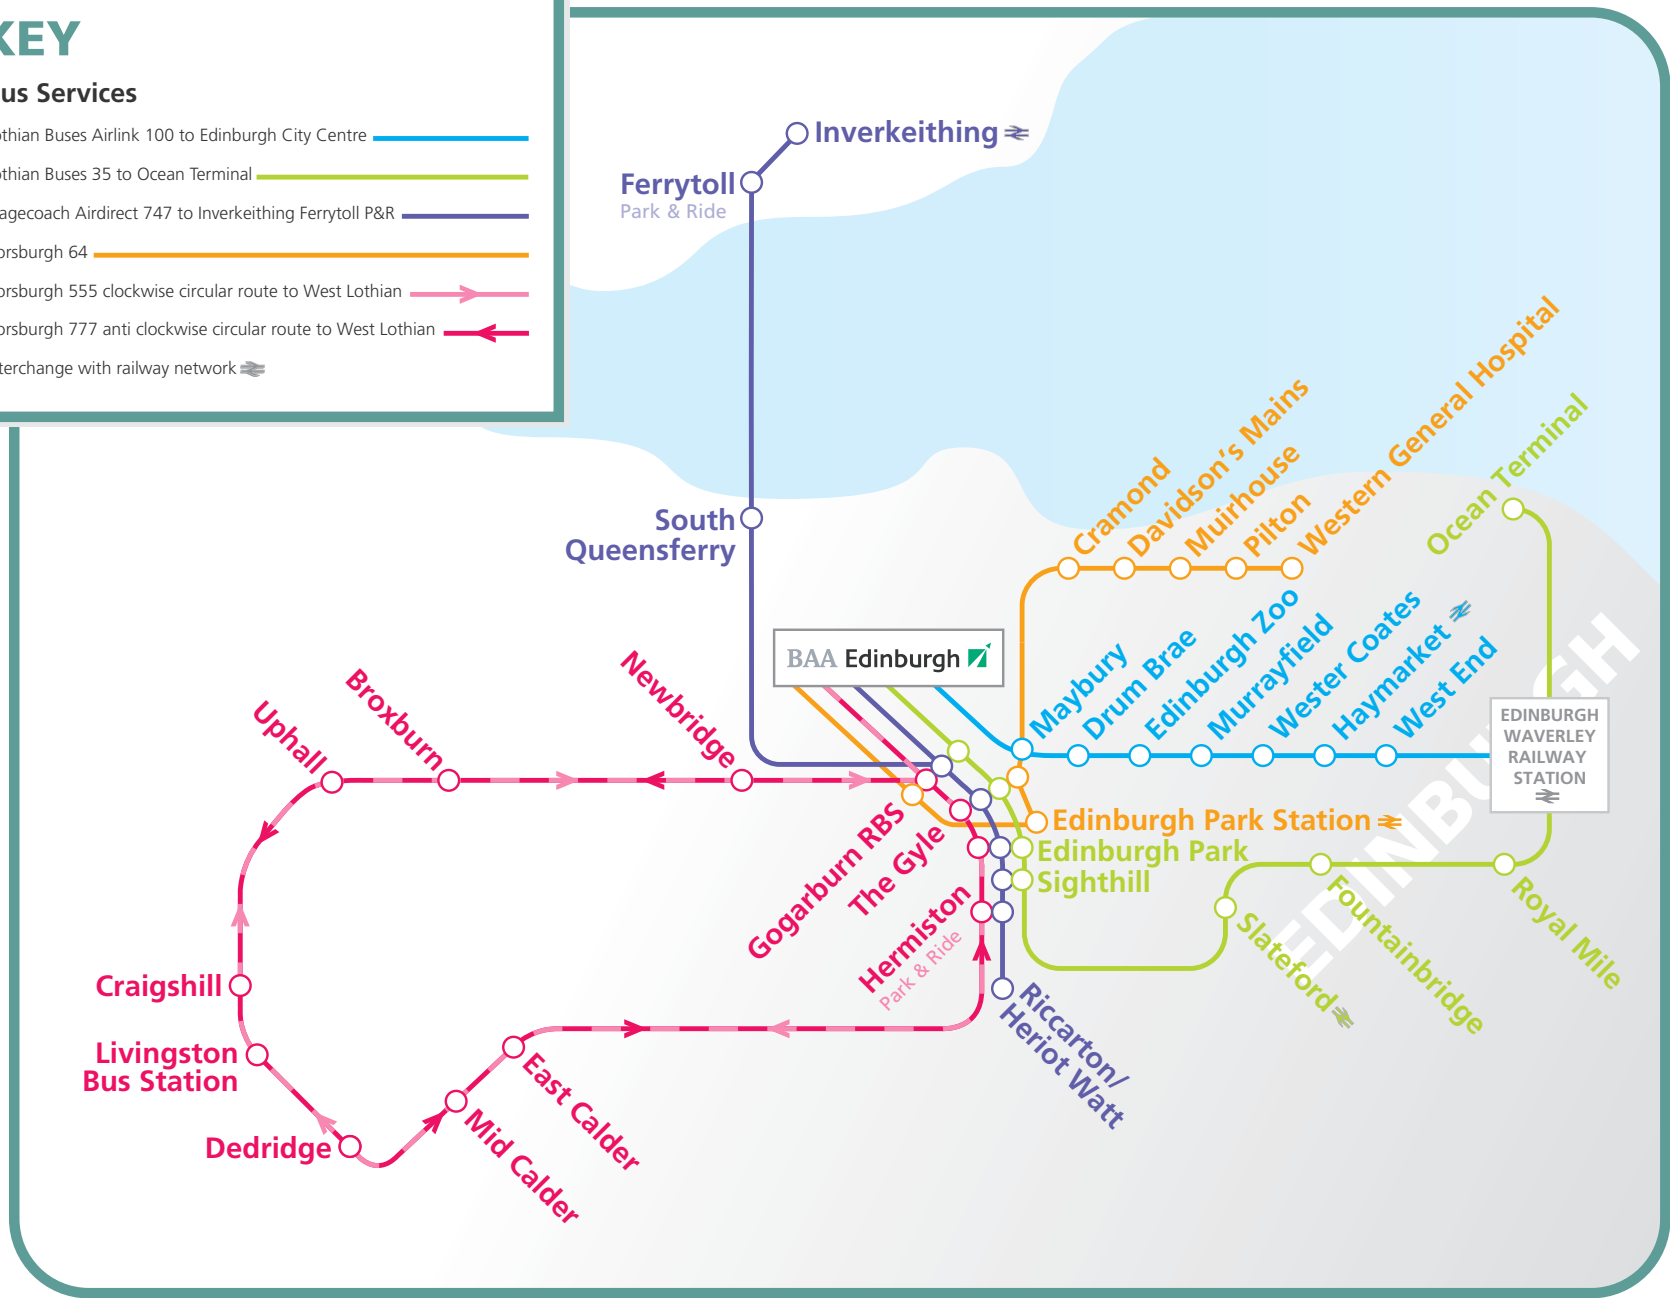 KEY
us Services
othian Buses Airlink 100 to Edinburgh City Centre
othian Buses 35 to Ocean Terminal
agecoach Airdirect 747 to Inverkeithing Ferrytoll P&R
orsburgh 64
orsburgh 555 clockwise circular route to West Lothian
orsburgh 777 anti clockwise circular route to West Lothian
terchange with railway network
Inverkeithing
Ferrytoll
Park & Ride
South
Queensferry
Cramond
Davidson's Mains
Muirhouse
Pilton
Western General Hospital
Ocean Terminal
BAA Edinburgh
Maybury
Drum Brae
Edinburgh Zoo
Murrayfield
Wester Coates
Haymarket
West End
EDINBURGH
WAVERLEY
RAILWAY
STATION
EDINBURGH
Uphall
Broxburn
Newbridge
Gogarburn RBS
The Gyle
Hermiston
Park & Ride
Edinburgh Park Station
Edinburgh Park
Sighthill
Slateford
Fountainbridge
Royal Mile
Riccarton/
Heriot Watt
Craigshill
Livingston
Bus Station
Dedridge
Mid Calder
East Calder